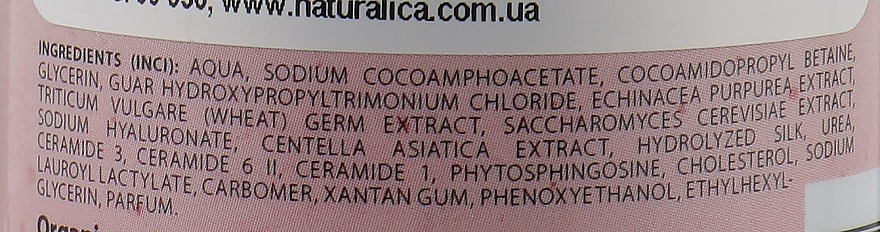 www.naturalica.com.ua
INGREDIENTS (INCI): AQUA, SODIUM COCOAMPHOACETATE, COCOAMIDOPROPYL BETAINE,
GLYCERIN, GUAR HYDROXYPROPYLTRIMONIUM CHLORIDE, ECHINACEA PURPUREA EXTRACT,
TRITICUM VULGARE (WHEAT) GERM EXTRACT, SACCHAROMYCES CEREVISIAE EXTRACT,
SODIUM HYALURONATE, CENTELLA ASIATICA EXTRACT, HYDROLYZED SILK, UREA,
CERAMIDE 3, CERAMIDE 6 II, CERAMIDE 1, PHYTOSPHINGOSINE, CHOLESTEROL, SODIUM
LAUROYL LACTYLATE, CARBOMER, XANTAN GUM, PHENOXYETHANOL, ETHYLHEXYL-
GLYCERIN, PARFUM.